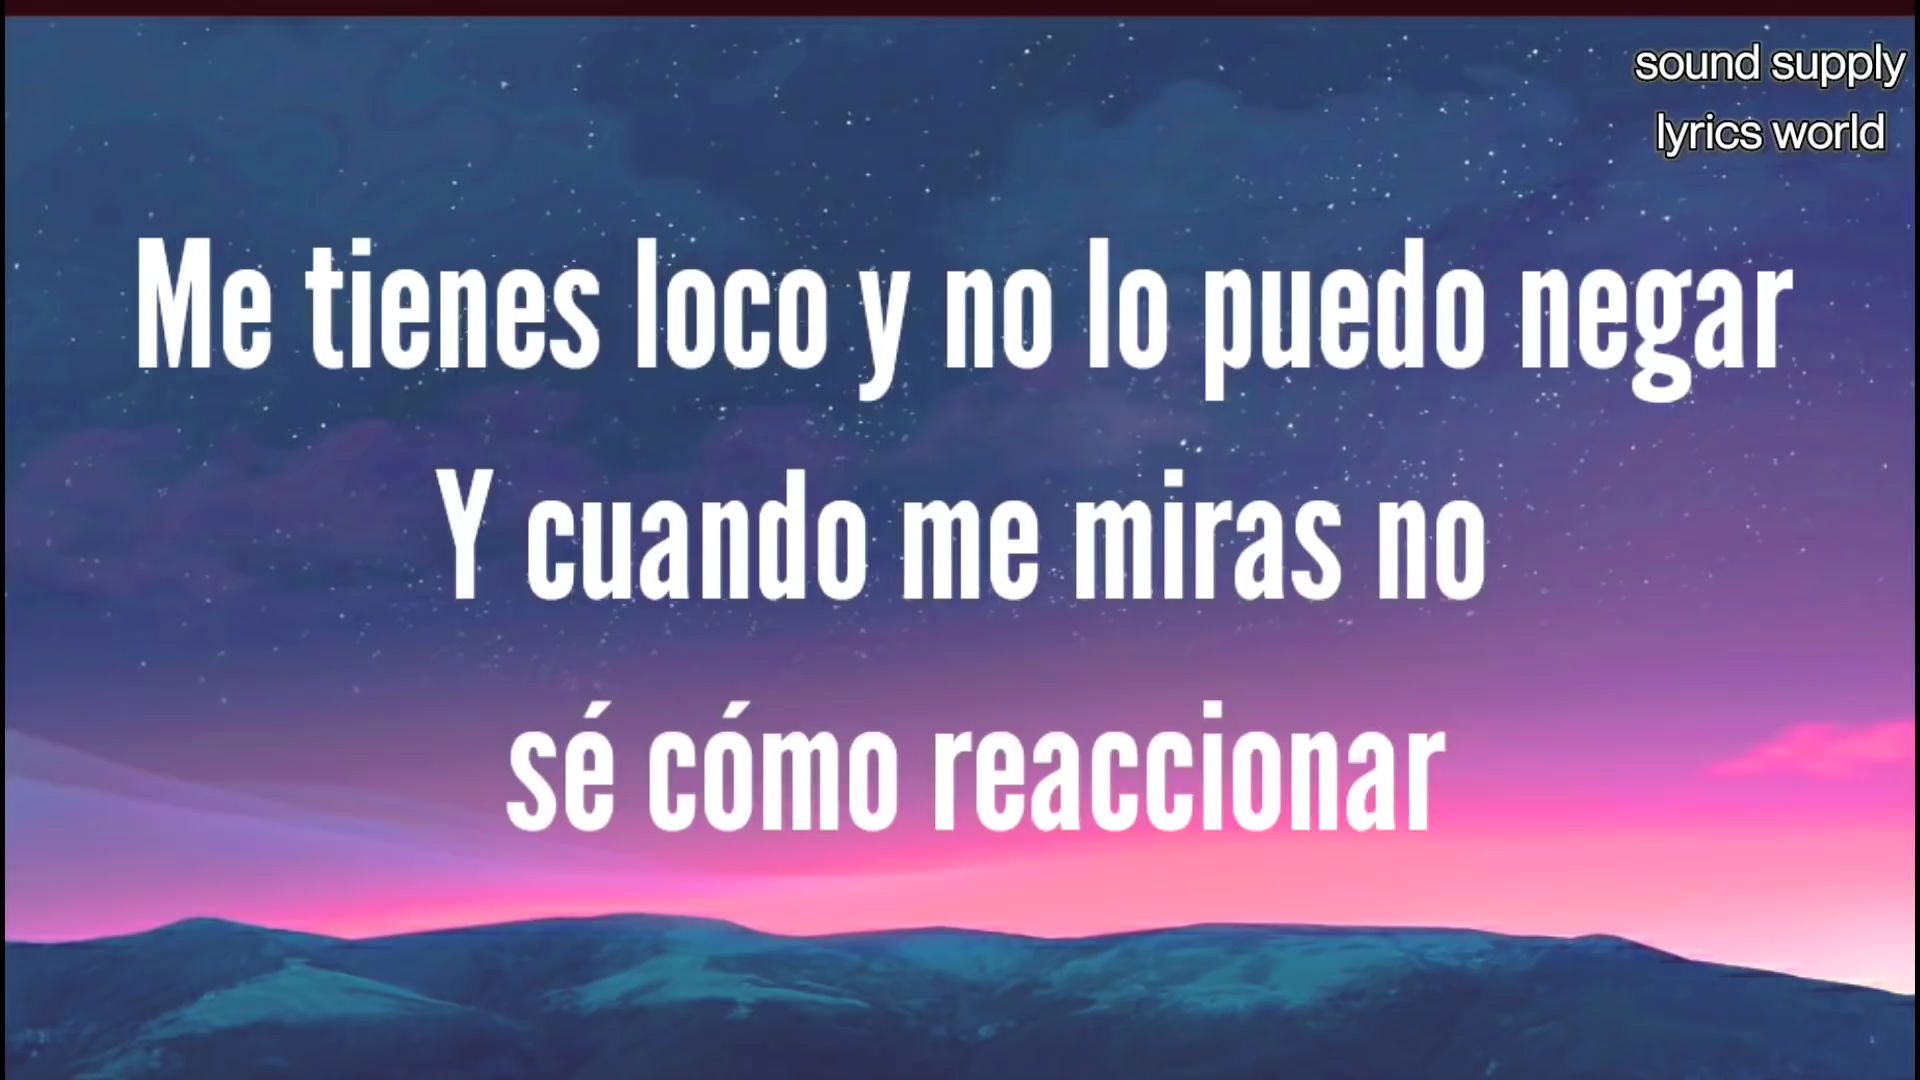 sound supply
lyrics world
Me tienes loco y no lo puedo negar
Y cuando me miras no
sé cómo reaccionar